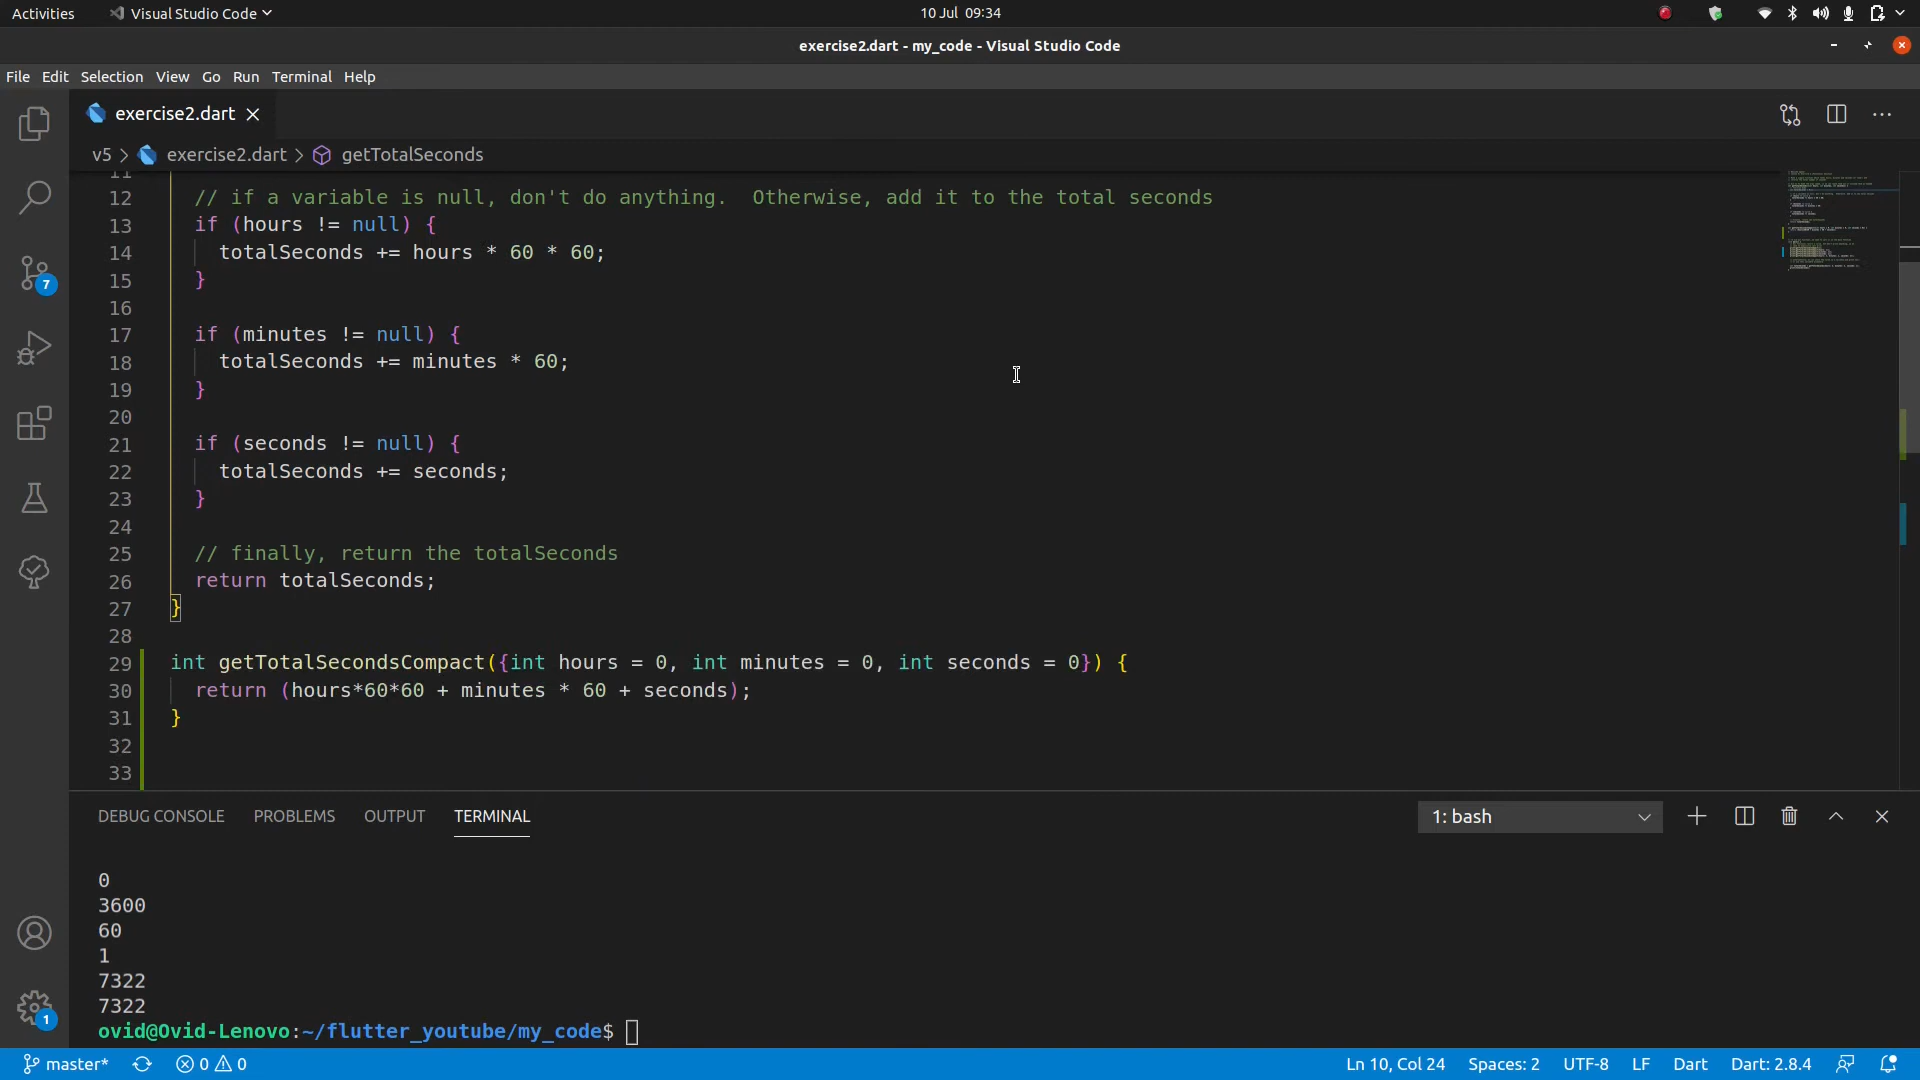 Activities Visual Studio Code 10 Jul 09:34
exercise2.dart - my_code - Visual Studio Code
File Edit Selection View Go Run Terminal Help
exercise2.dart
v5 > exercise2.dart > getTotalSeconds
11
12 // if a variable is null, don't do anything.  Otherwise, add it to the total seconds
13 if (hours != null) {
14 totalSeconds += hours * 60 * 60;
15 }
16
17 if (minutes != null) {
18 totalSeconds += minutes * 60;
19 }
20
21 if (seconds != null) {
22 totalSeconds += seconds;
23 }
24
25 // finally, return the totalSeconds
26 return totalSeconds;
27 }
28
29 int getTotalSecondsCompact({int hours = 0, int minutes = 0, int seconds = 0}) {
30 return (hours*60*60 + minutes * 60 + seconds);
31 }
32
33
7
1
DEBUG CONSOLE PROBLEMS OUTPUT TERMINAL 1: bash
0
3600
60
1
7322
7322
ovid@Ovid-Lenovo:~/flutter_youtube/my_code$
master* 0 0 Ln 10, Col 24 Spaces: 2 UTF-8 LF Dart Dart: 2.8.4